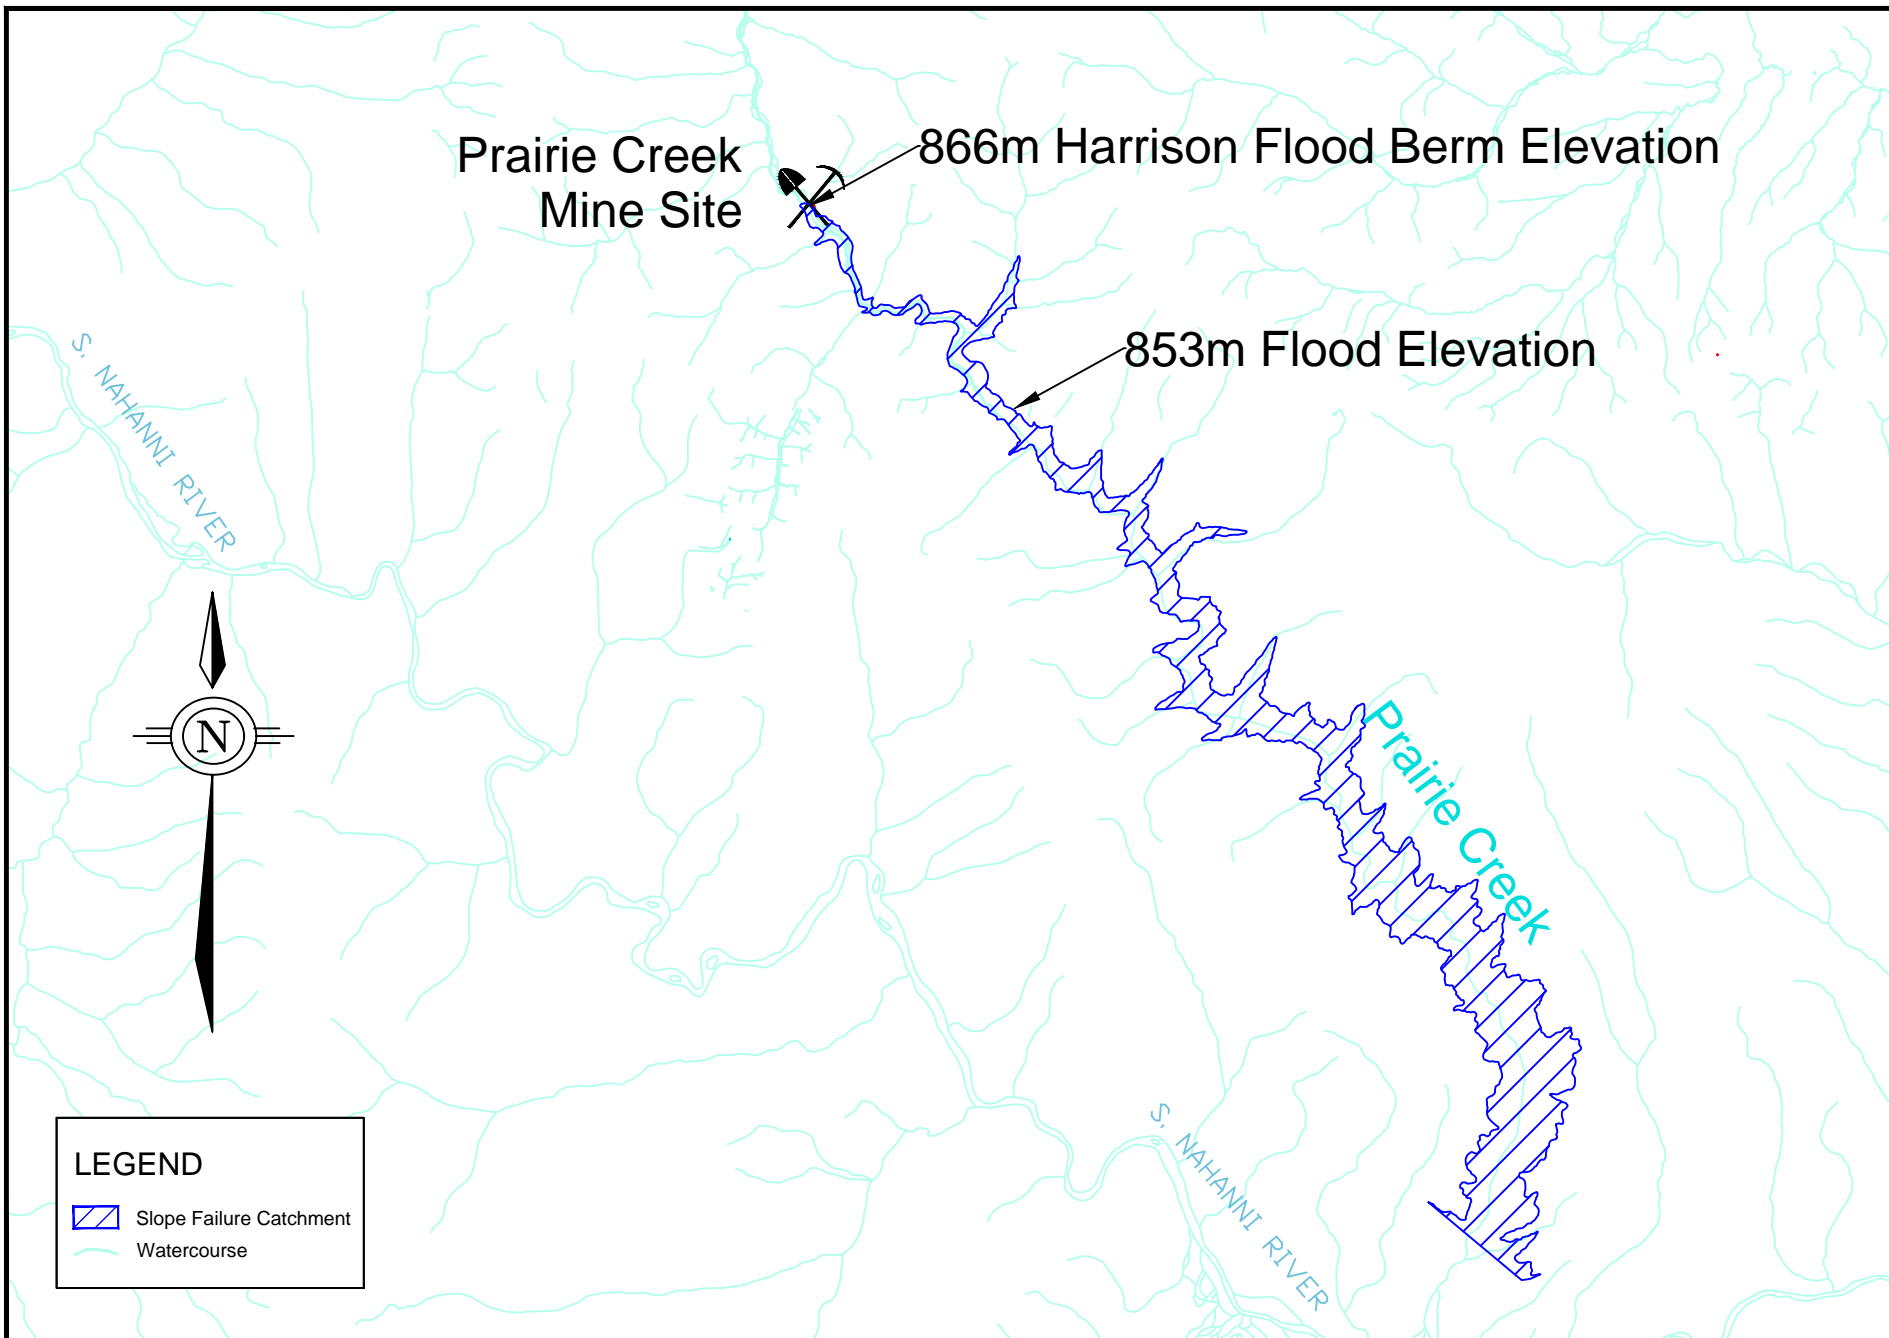 Prairie Creek
Mine Site
866m Harrison Flood Berm Elevation
853m Flood Elevation
S. NAHANNI RIVER
N
Prairie Creek
S. NAHANNI RIVER
LEGEND
Slope Failure Catchment
Watercourse